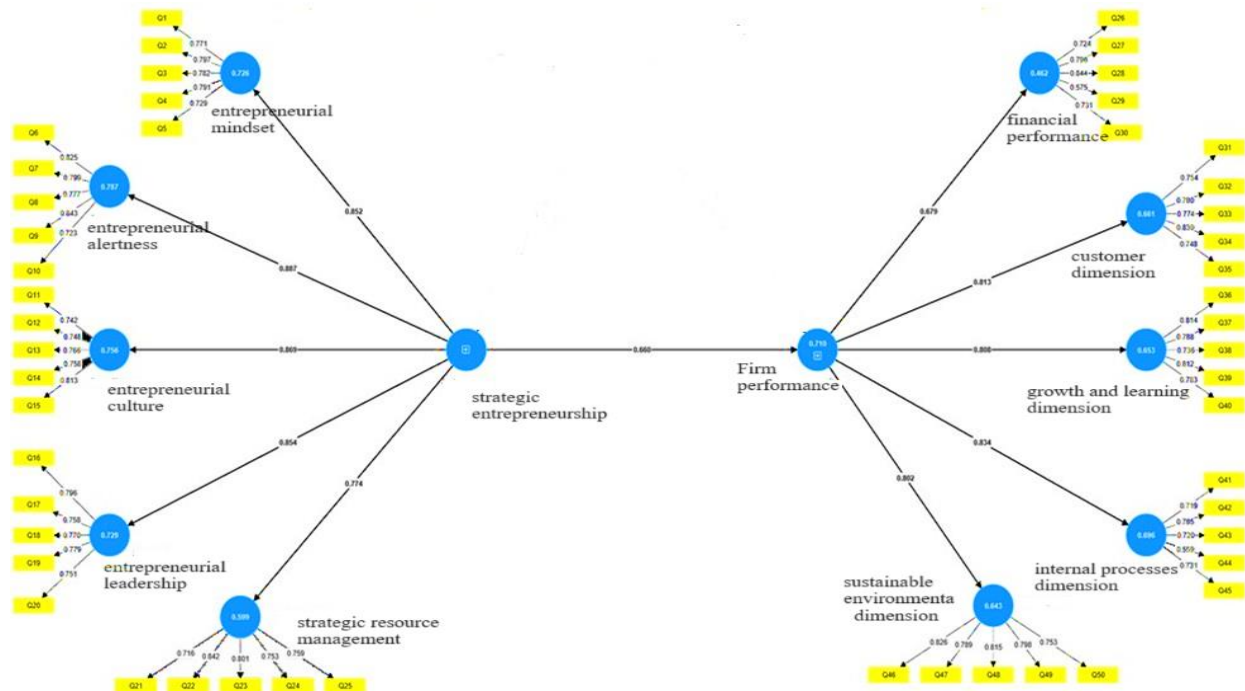 Q1
Q2
Q3
Q4
Q5
0.771
0.797
0.782
0.791
0.729
0.726
entrepreneurial
mindset
Q6
Q7
Q8
Q9
Q10
0.825
0.799
0.777
0.843
0.723
0.787
entrepreneurial
alertness
Q11
Q12
Q13
Q14
Q15
0.742
0.748
0.766
0.758
0.813
0.756
entrepreneurial
culture
Q16
Q17
Q18
Q19
Q20
0.796
0.758
0.770
0.779
0.751
0.729
entrepreneurial
leadership
0.599
strategic resource
management
0.716
0.842
0.801
0.753
0.759
Q21
Q22
Q23
Q24
Q25
0.852
0.887
0.869
0.854
0.774
strategic
entrepreneurship
0.660
0.710
Firm
performance
0.679
0.813
0.808
0.834
0.802
0.462
financial
performance
0.724
0.796
0.844
0.575
0.731
Q26
Q27
Q28
Q29
Q30
0.661
customer
dimension
0.754
0.780
0.774
0.830
0.748
Q31
Q32
Q33
Q34
Q35
0.653
growth and learning
dimension
0.814
0.788
0.736
0.812
0.783
Q36
Q37
Q38
Q39
Q40
0.696
internal processes
dimension
0.719
0.785
0.720
0.731
Q41
Q42
Q43
Q44
Q45
sustainable
environmenta
dimension
0.643
0.826
0.789
0.815
0.798
0.753
Q46
Q47
Q48
Q49
Q50